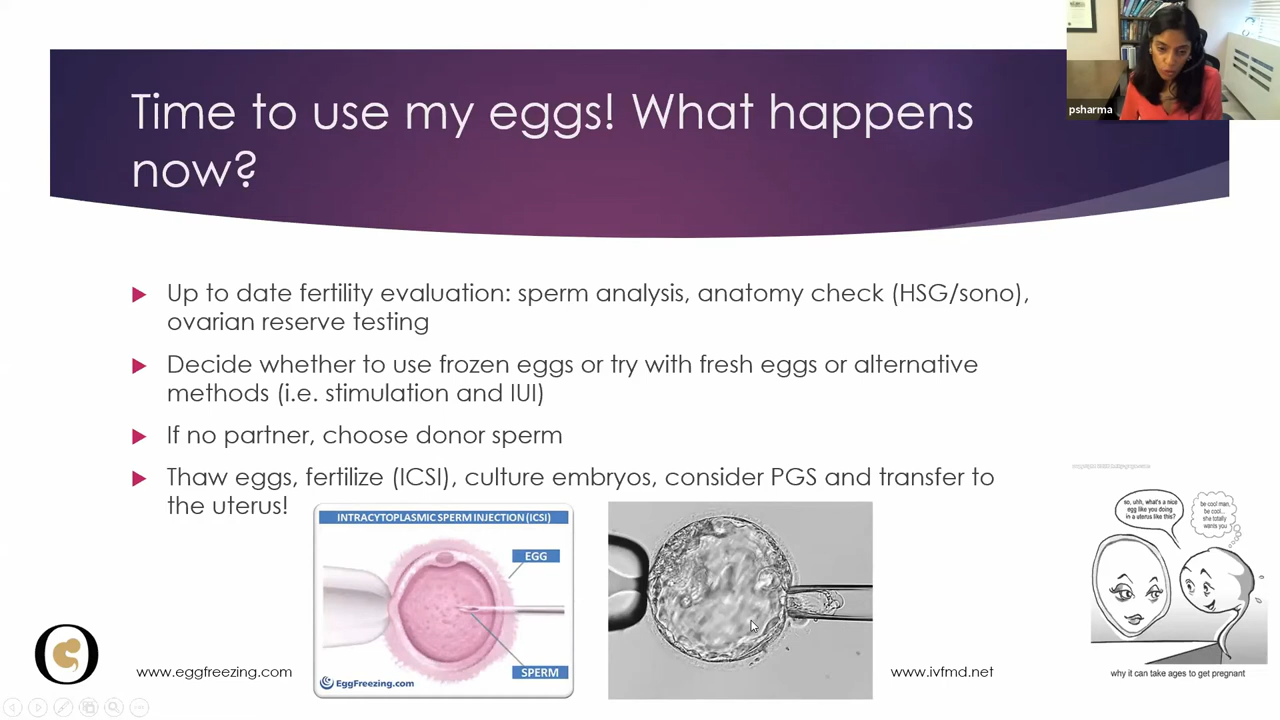 psharma
Time to use my eggs! What happens
now?
Up to date fertility evaluation: sperm analysis, anatomy check (HSG/sono),
ovarian reserve testing
Decide whether to use frozen eggs or try with fresh eggs or alternative
methods (i.e. stimulation and IUI)
If no partner, choose donor sperm
Thaw eggs, fertilize (ICSI), culture embryos, consider PGS and transfer to
the uterus!
INTRACYTOPLASMIC SPERM INJECTION (ICSI)
EGG
SPERM
EggFreezing.com
so, uhh, what's a nice
egg like you doing
in a uterus like this?
be cool man,
be cool...
she totally
wants you
why it can take ages to get pregnant
www.eggfreezing.com
www.ivfmd.net